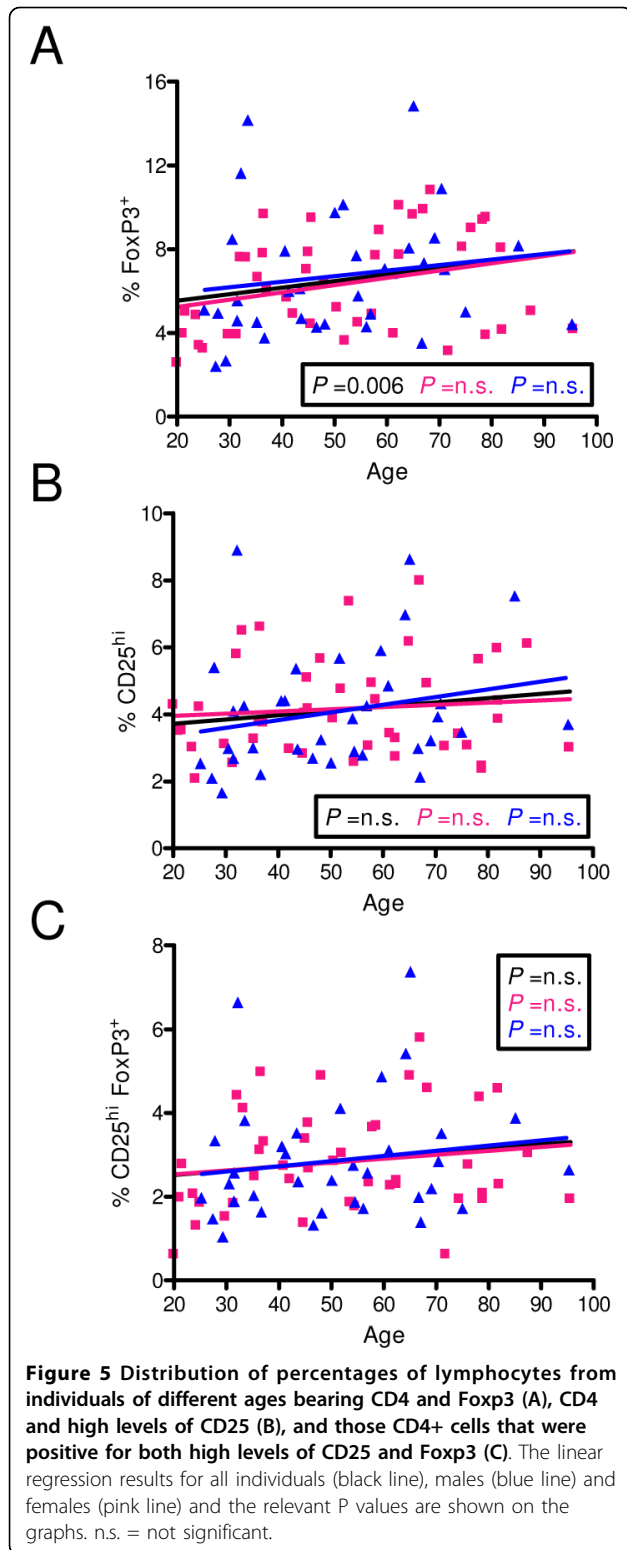 A
16
12
8
4
0
% FoxP3⁺
P =0.006 P =n.s. P =n.s.
20 30 40 50 60 70 80 90 100
Age
B
10
8
6
4
2
0
% CD25ʰⁱ
P =n.s. P =n.s. P =n.s.
20 30 40 50 60 70 80 90 100
Age
C
8
6
4
2
0
% CD25ʰⁱ FoxP3⁺
P =n.s.
P =n.s.
P =n.s.
20 30 40 50 60 70 80 90 100
Age
Figure 5 Distribution of percentages of lymphocytes from
individuals of different ages bearing CD4 and Foxp3 (A), CD4
and high levels of CD25 (B), and those CD4+ cells that were
positive for both high levels of CD25 and Foxp3 (C). The linear
regression results for all individuals (black line), males (blue line) and
females (pink line) and the relevant P values are shown on the
graphs. n.s. = not significant.